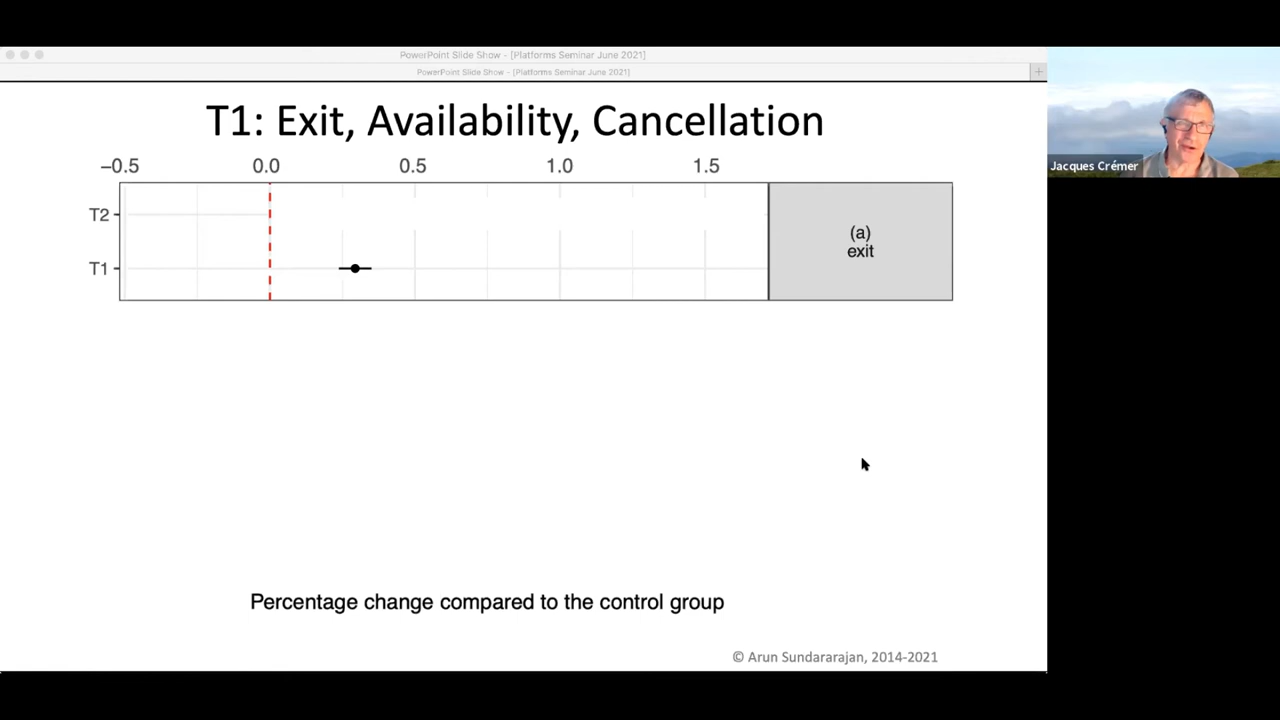 PowerPoint Slide Show - [Platforms Seminar June 2021]
PowerPoint Slide Show - [Platforms Seminar June 2021]
+
T1: Exit, Availability, Cancellation
−0.5 0.0 0.5 1.0 1.5
T2
T1
(a)
exit
Jacques Crémer
Percentage change compared to the control group
© Arun Sundararajan, 2014-2021